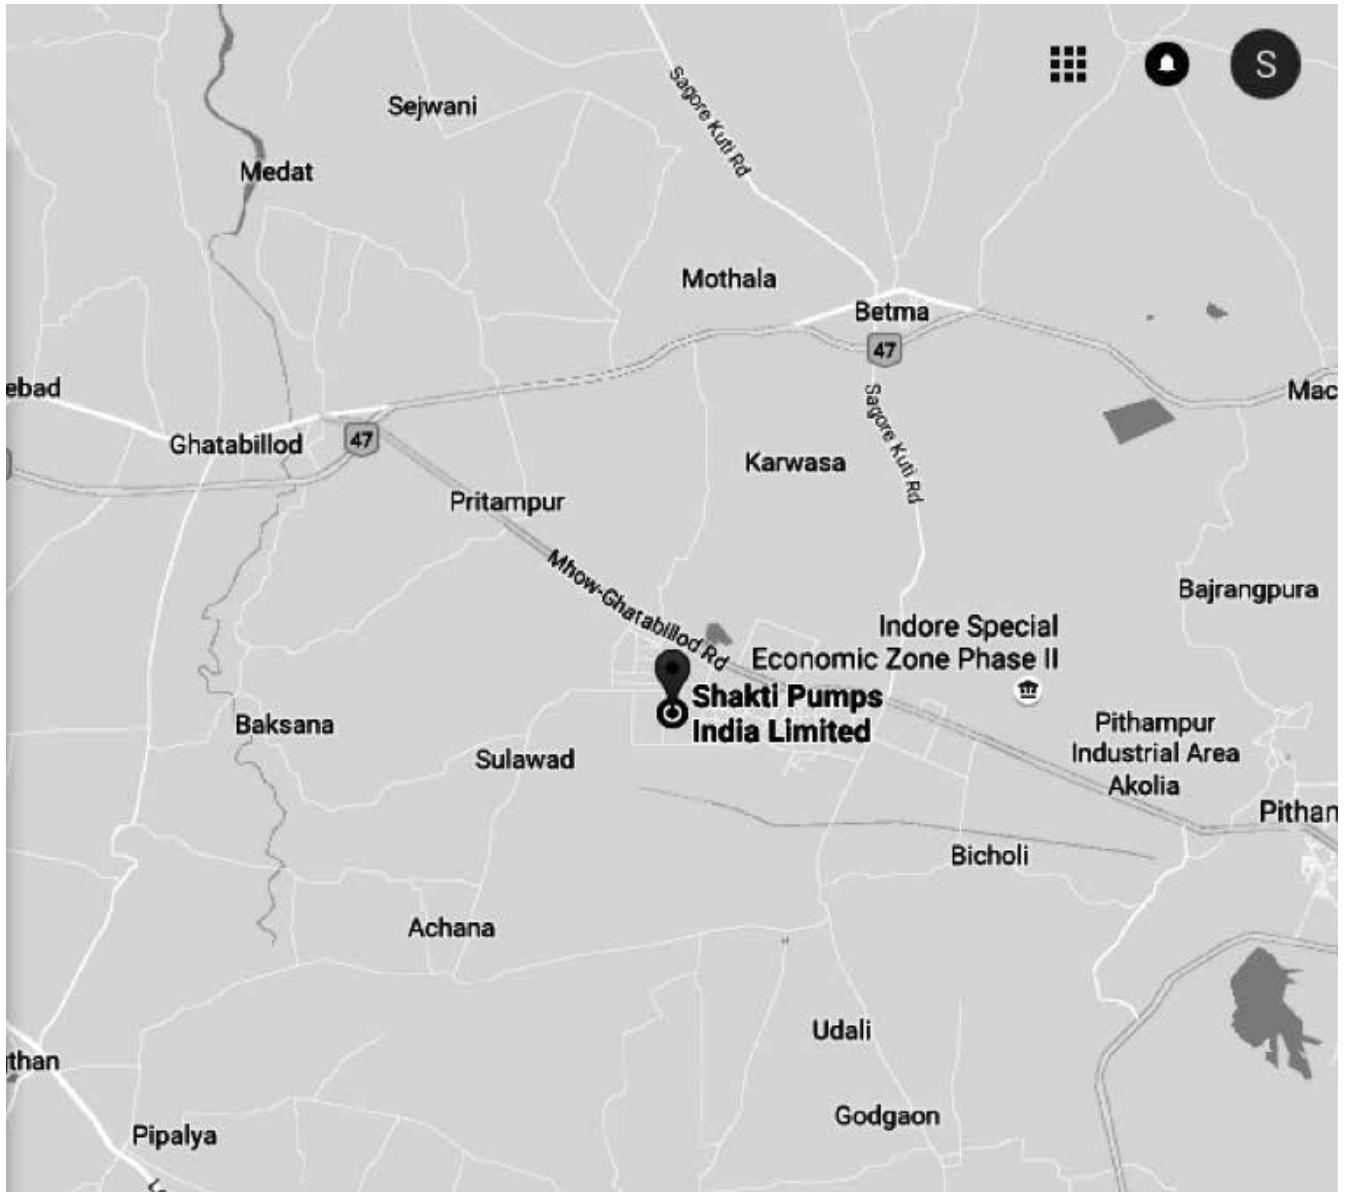 S
Sejwani
Sagore Kuti Rd
Medat
Mothala
Betma
47
ebad
Mac
Sagore Kuti Rd
Ghatabillod
47
Karwasa
Pritampur
Mhow-Ghatabillod Rd
Bajrangpura
Indore Special
Economic Zone Phase II
Shakti Pumps
India Limited
Baksana
Sulawad
Pithampur
Industrial Area
Akolia
Pithan
Bicholi
Achana
Udali
than
Godgaon
Pipalya